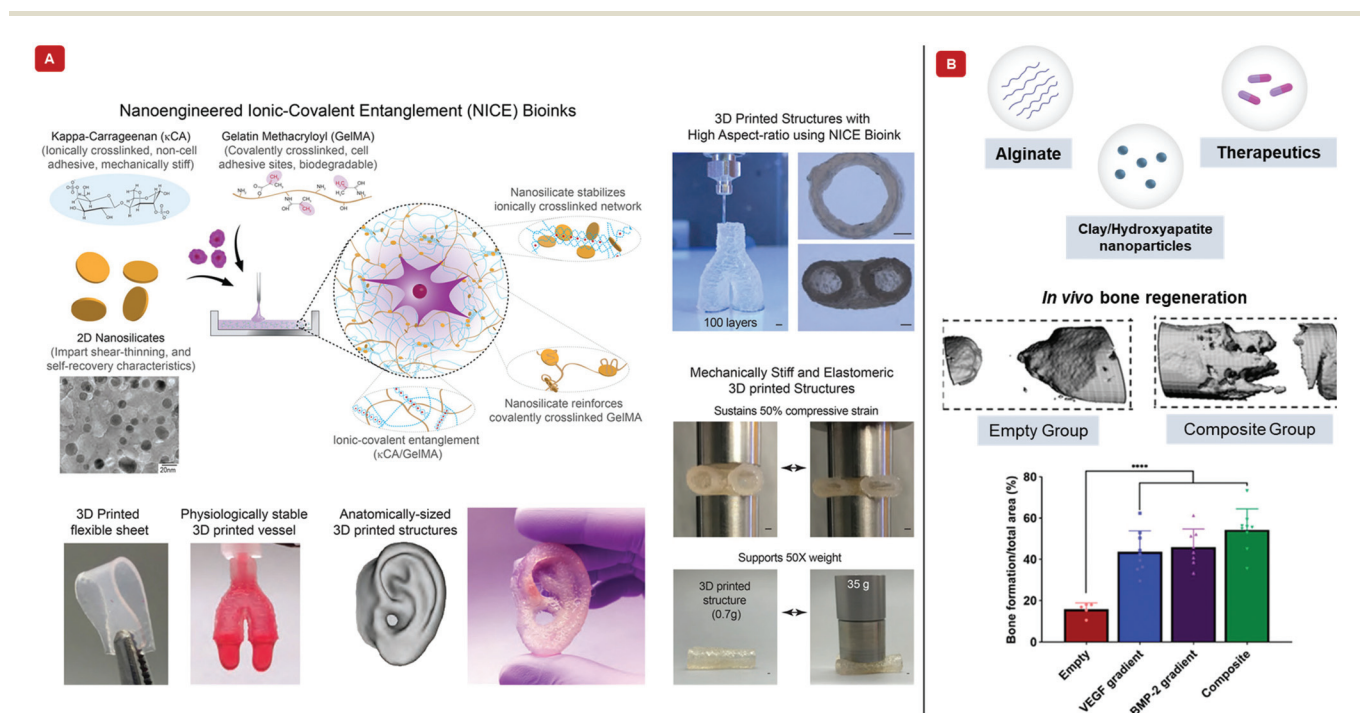 A
Nanoengineered Ionic-Covalent Entanglement (NICE) Bioinks
Kappa-Carrageenan (κCA)
(Ionically crosslinked, non-cell
adhesive, mechanically stiff)
Gelatin Methacryloyl (GelMA)
(Covalently crosslinked, cell
adhesive sites, biodegradable)
Nanosilicate stabilizes
ionically crosslinked network
2D Nanosilicates
(Impart shear-thinning, and
self-recovery characteristics)
20nm
Ionic-covalent entanglement
(κCA/GelMA)
Nanosilicate reinforces
covalently crosslinked GelMA
3D Printed
flexible sheet
Physiologically stable
3D printed vessel
Anatomically-sized
3D printed structures
3D Printed Structures with
High Aspect-ratio using NICE Bioink
100 layers
Mechanically Stiff and Elastomeric
3D printed Structures
Sustains 50% compressive strain
Supports 50X weight
3D printed
structure
(0.7g)
35 g
B
Alginate
Therapeutics
Clay/Hydroxyapatite
nanoparticles
In vivo bone regeneration
Empty Group
Composite Group
Bone formation/total area (%)
80
60
40
20
0
****
Empty
VEGF gradient
BMP-2 gradient
Composite